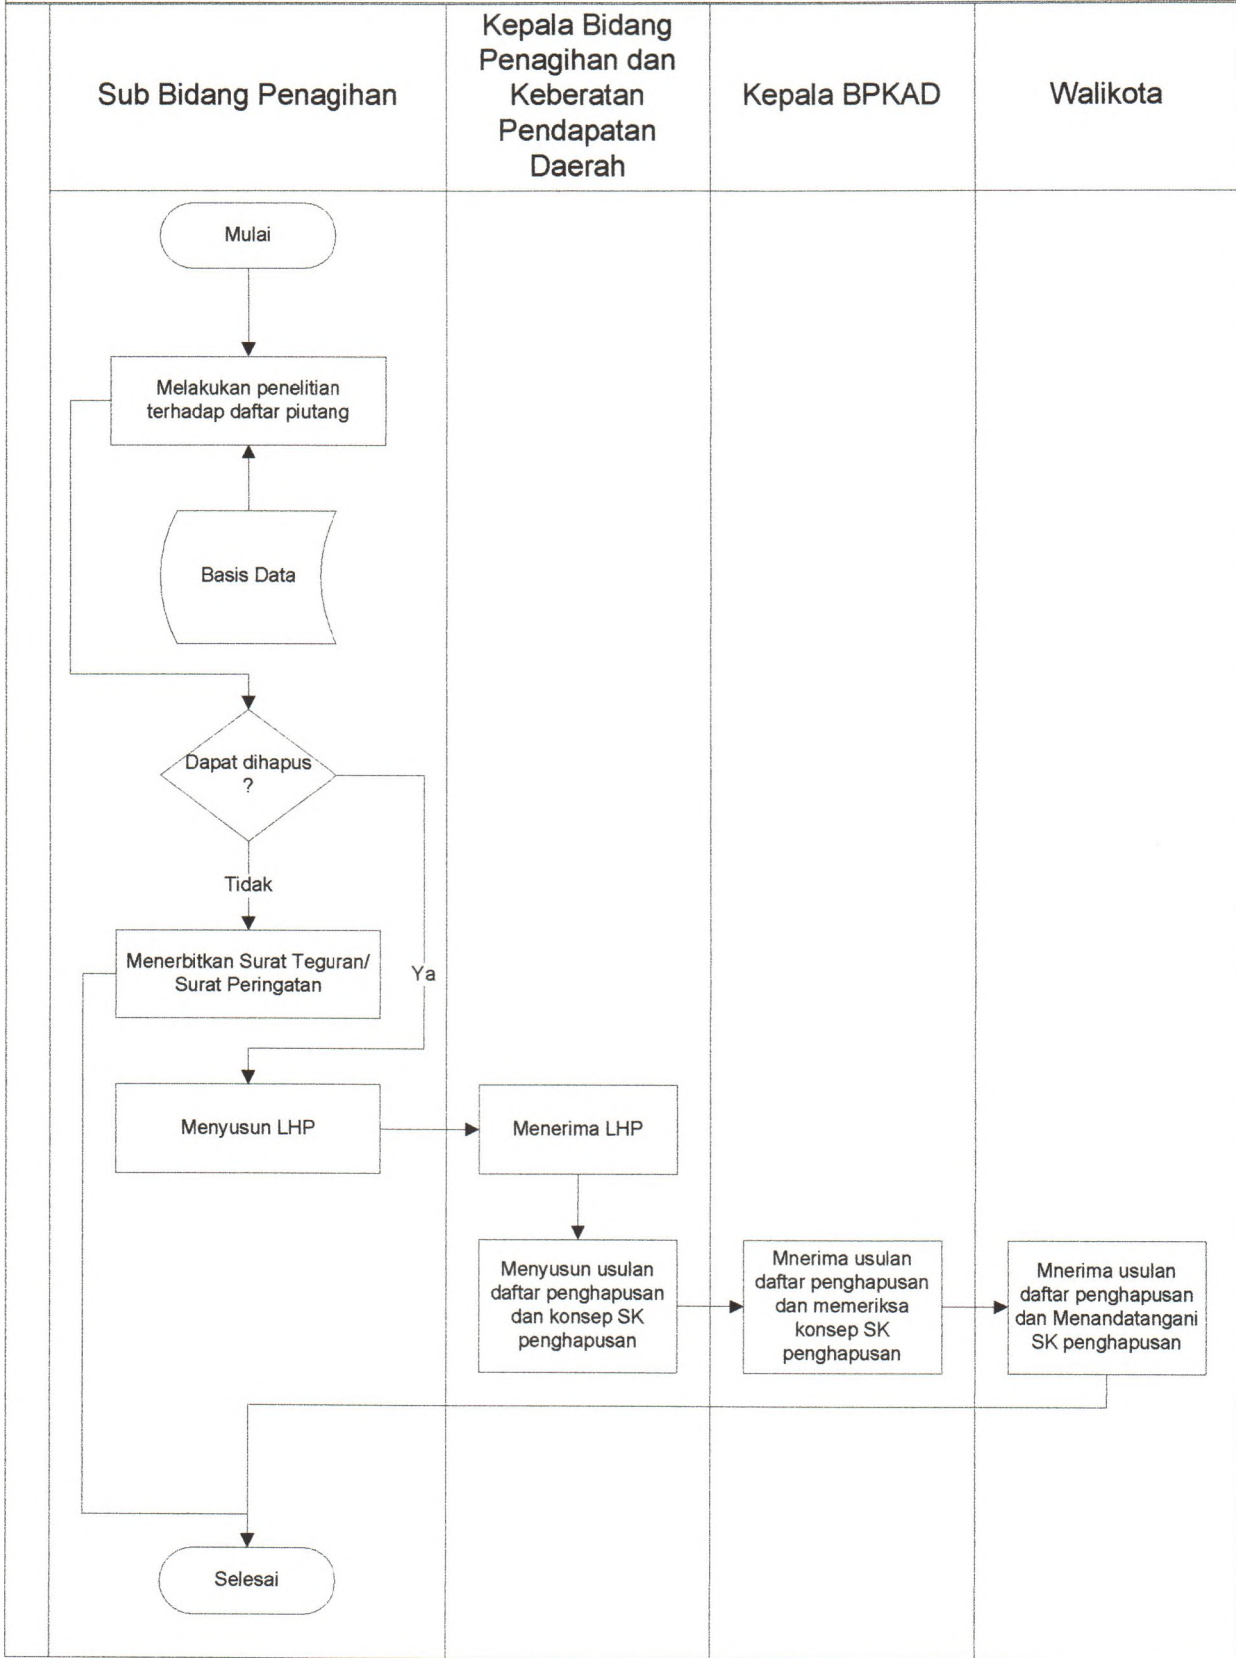 Sub Bidang Penagihan
Kepala Bidang
Penagihan dan
Keberatan
Pendapatan
Daerah
Kepala BPKAD
Walikota
Mulai
Melakukan penelitian
terhadap daftar piutang
Basis Data
Dapat dihapus
?
Tidak
Menerbitkan Surat Teguran/
Surat Peringatan
Ya
Menyusun LHP
Menerima LHP
Menyusun usulan
daftar penghapusan
dan konsep SK
penghapusan
Mnerima usulan
daftar penghapusan
dan memeriksa
konsep SK
penghapusan
Mnerima usulan
daftar penghapusan
dan Menandatangani
SK penghapusan
Selesai